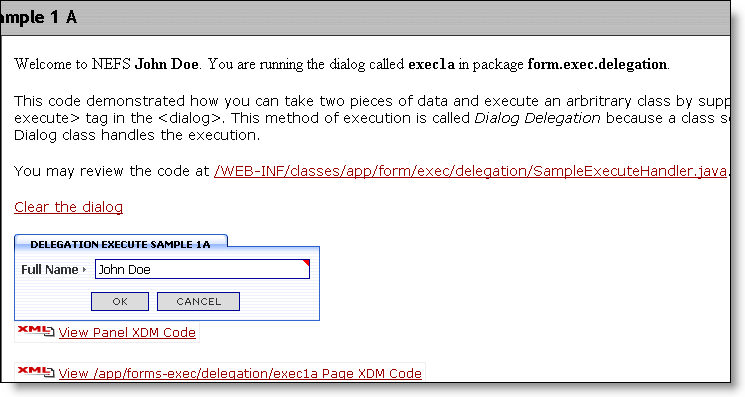 ample 1 A
Welcome to NEFS John Doe. You are running the dialog called exec1a in package form.exec.delegation.
This code demonstrated how you can take two pieces of data and execute an arbritrary class by supp
execute> tag in the <dialog>. This method of execution is called Dialog Delegation because a class se
Dialog class handles the execution.
You may review the code at /WEB-INF/classes/app/form/exec/delegation/SampleExecuteHandler.java.
Clear the dialog
DELEGATION EXECUTE SAMPLE 1A
Full Name John Doe
OK CANCEL
XML View Panel XDM Code
XML View /app/forms-exec/delegation/exec1a Page XDM Code